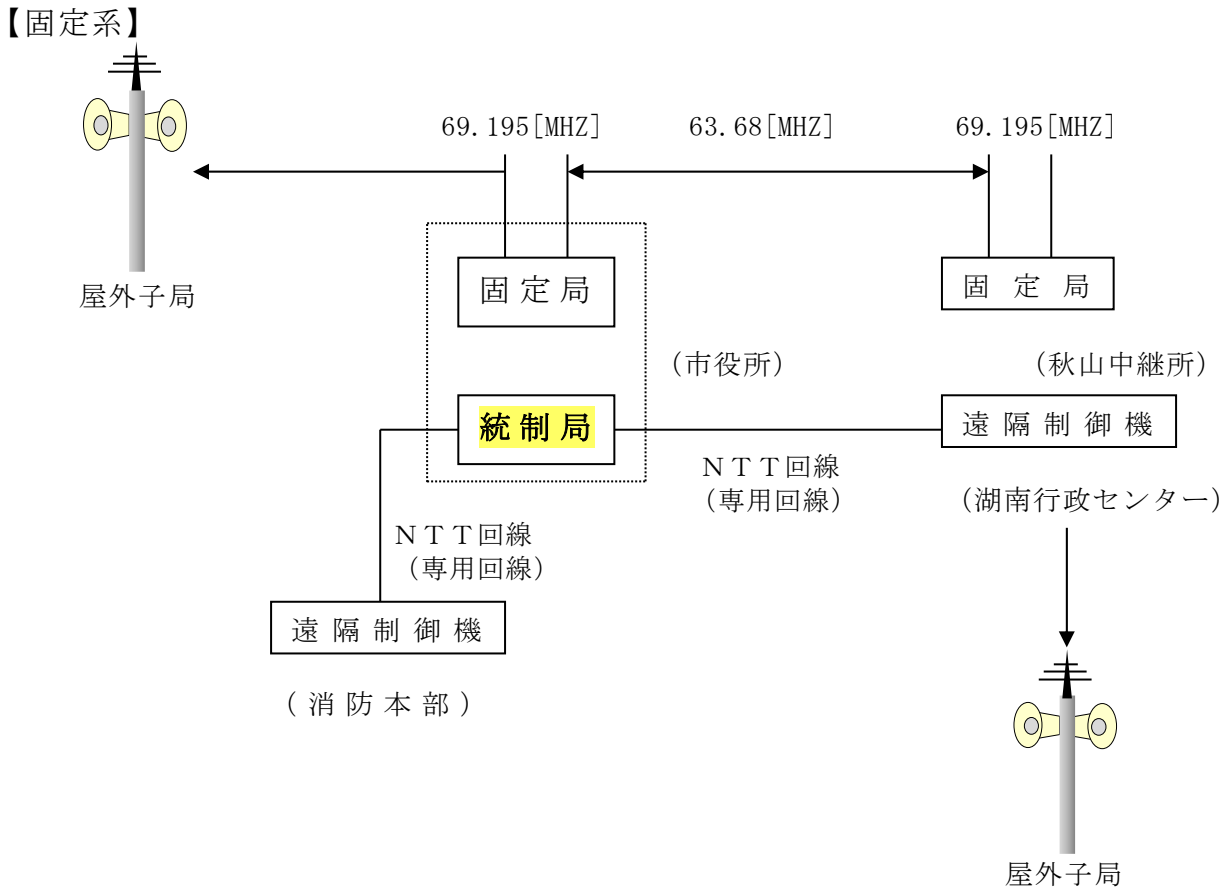 【固定系】
69.195[MHZ]
63.68[MHZ]
69.195[MHZ]
屋外子局
固定局
固定局
(市役所)
(秋山中継所)
統制局
遠隔制御機
NTT回線
(専用回線)
(湖南行政センター)
NTT回線
(専用回線)
遠隔制御機
(消防本部)
屋外子局